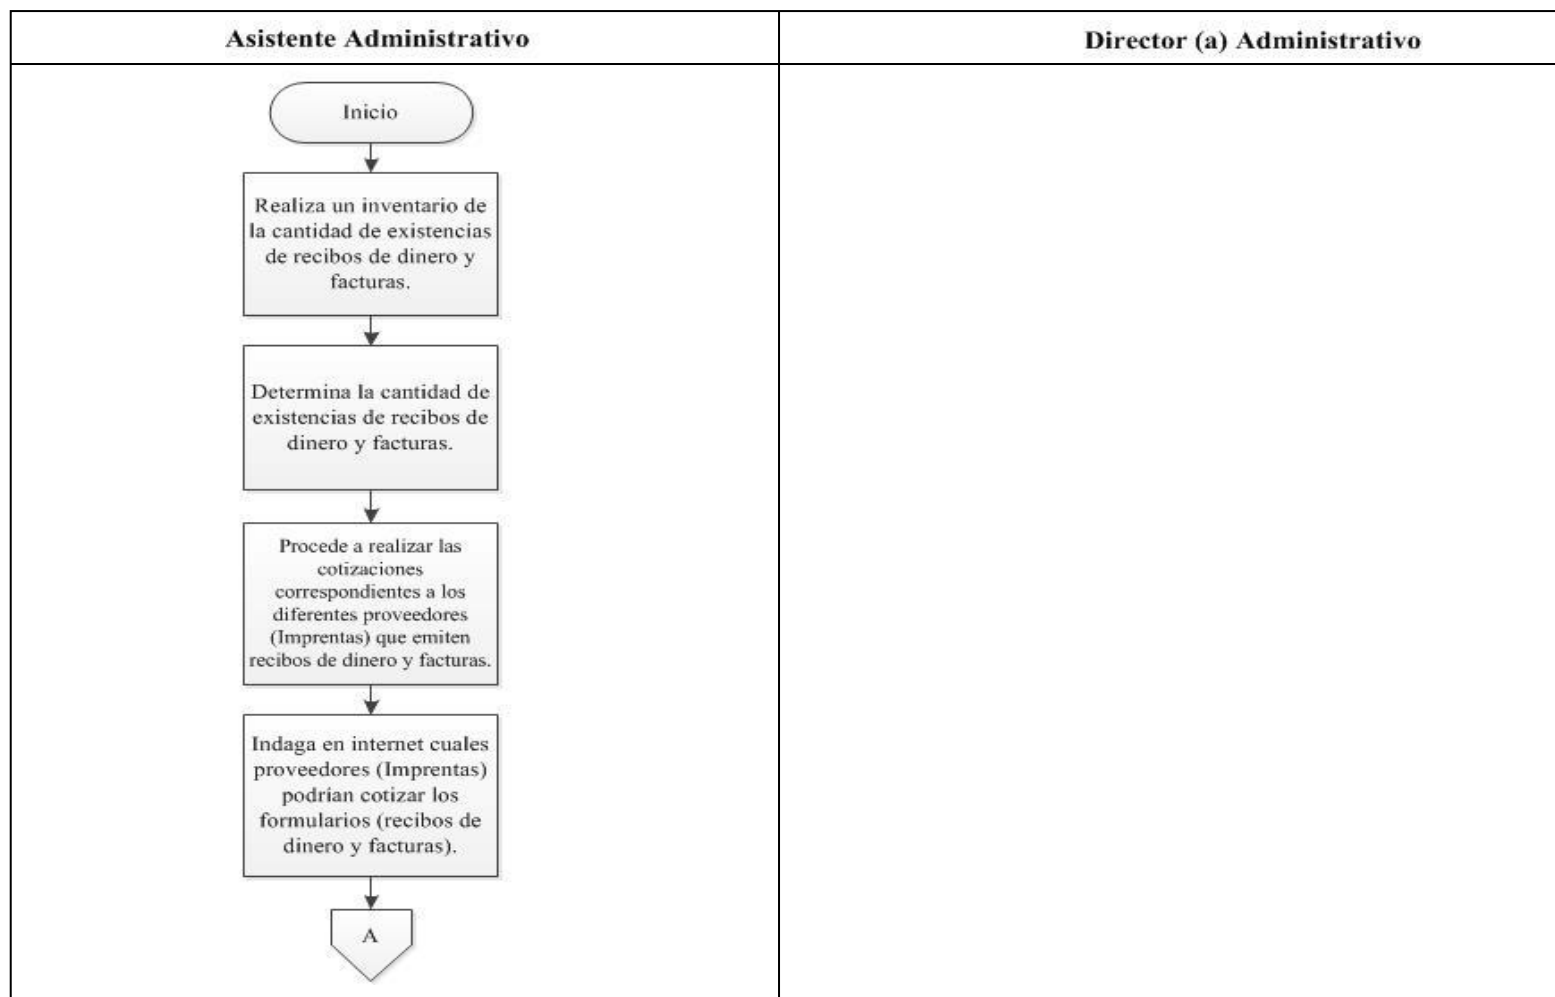 Asistente Administrativo
Director (a) Administrativo
Inicio
Realiza un inventario de
la cantidad de existencias
de recibos de dinero y
facturas.
Determina la cantidad de
existencias de recibos de
dinero y facturas.
Procede a realizar las
cotizaciones
correspondientes a los
diferentes proveedores
(Imprentas) que emiten
recibos de dinero y facturas.
Indaga en internet cuales
proveedores (Imprentas)
podrían cotizar los
formularios (recibos de
dinero y facturas).
A